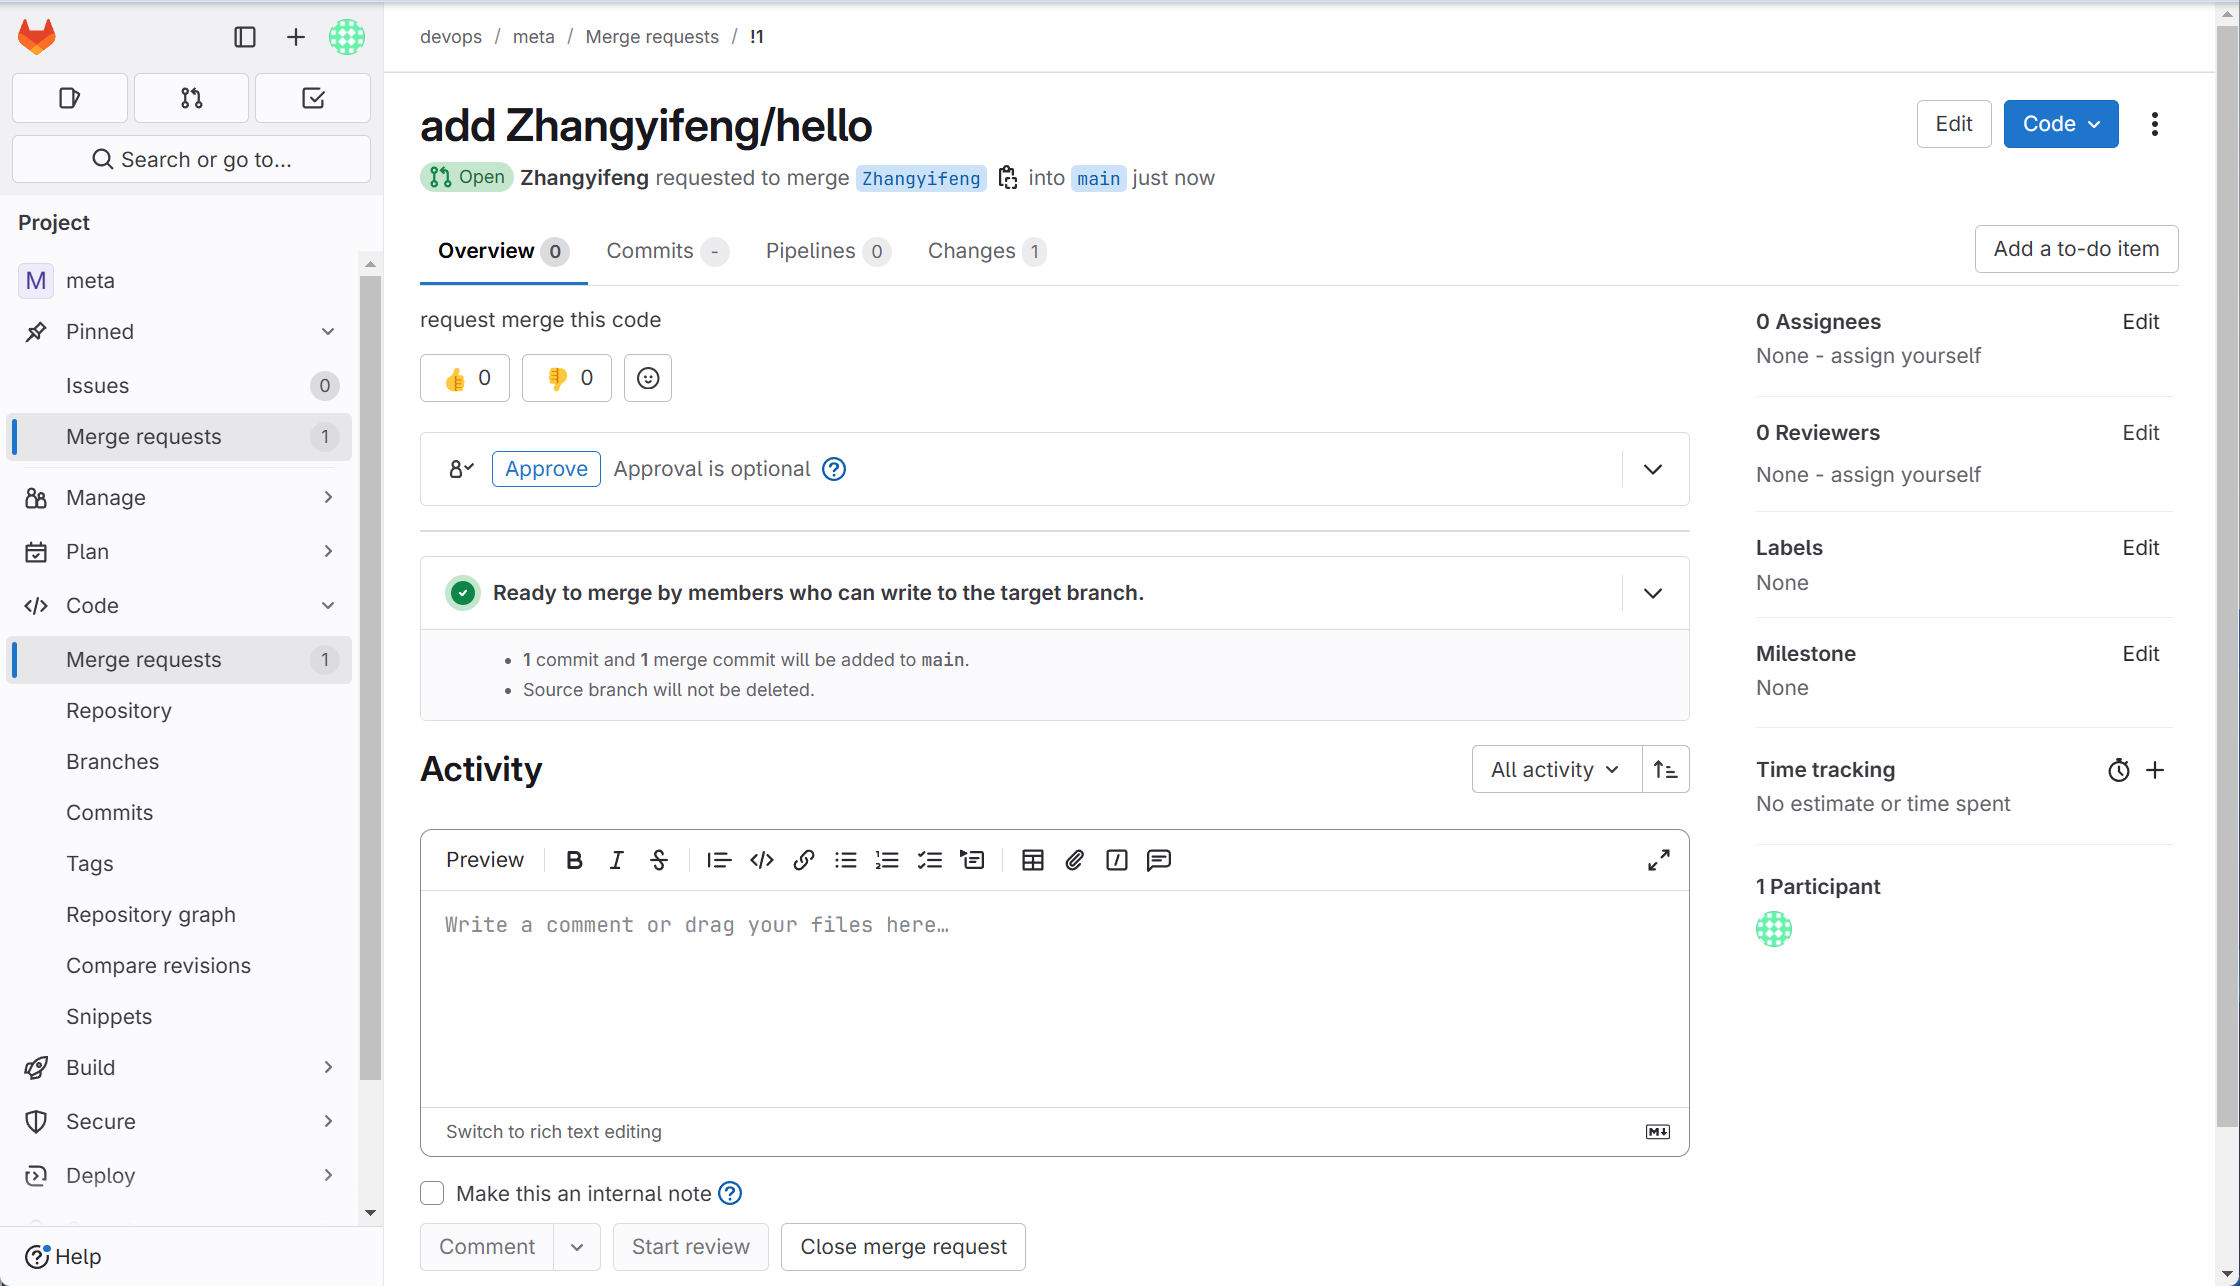 devops / meta / Merge requests / !1
Search or go to...
Project
M meta
Pinned
Issues 0
Merge requests 1
Manage
Plan
Code
Merge requests 1
Repository
Branches
Commits
Tags
Repository graph
Compare revisions
Snippets
Build
Secure
Deploy
Help
add Zhangyifeng/hello
Edit
Code
Open Zhangyifeng requested to merge Zhangyifeng into main just now
Overview 0
Commits -
Pipelines 0
Changes 1
Add a to-do item
request merge this code
0
0
Approve Approval is optional
Ready to merge by members who can write to the target branch.
• 1 commit and 1 merge commit will be added to main.
• Source branch will not be deleted.
Activity
All activity
Preview
Write a comment or drag your files here…
Switch to rich text editing
Make this an internal note
Comment
Start review
Close merge request
0 Assignees Edit
None - assign yourself
0 Reviewers Edit
None - assign yourself
Labels Edit
None
Milestone Edit
None
Time tracking
No estimate or time spent
1 Participant